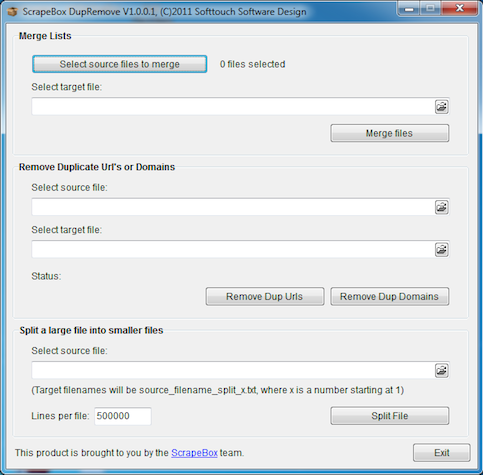 ScrapeBox DupRemove V1.0.0.1, (C)2011 Softtouch Software Design
Merge Lists
Select source files to merge 0 files selected
Select target file:
Merge files
Remove Duplicate Url's or Domains
Select source file:
Select target file:
Status:
Remove Dup Urls Remove Dup Domains
Split a large file into smaller files
Select source file:
(Target filenames will be source_filename_split_x.txt, where x is a number starting at 1)
Lines per file: 500000 Split File
This product is brought to you by the ScrapeBox team. Exit